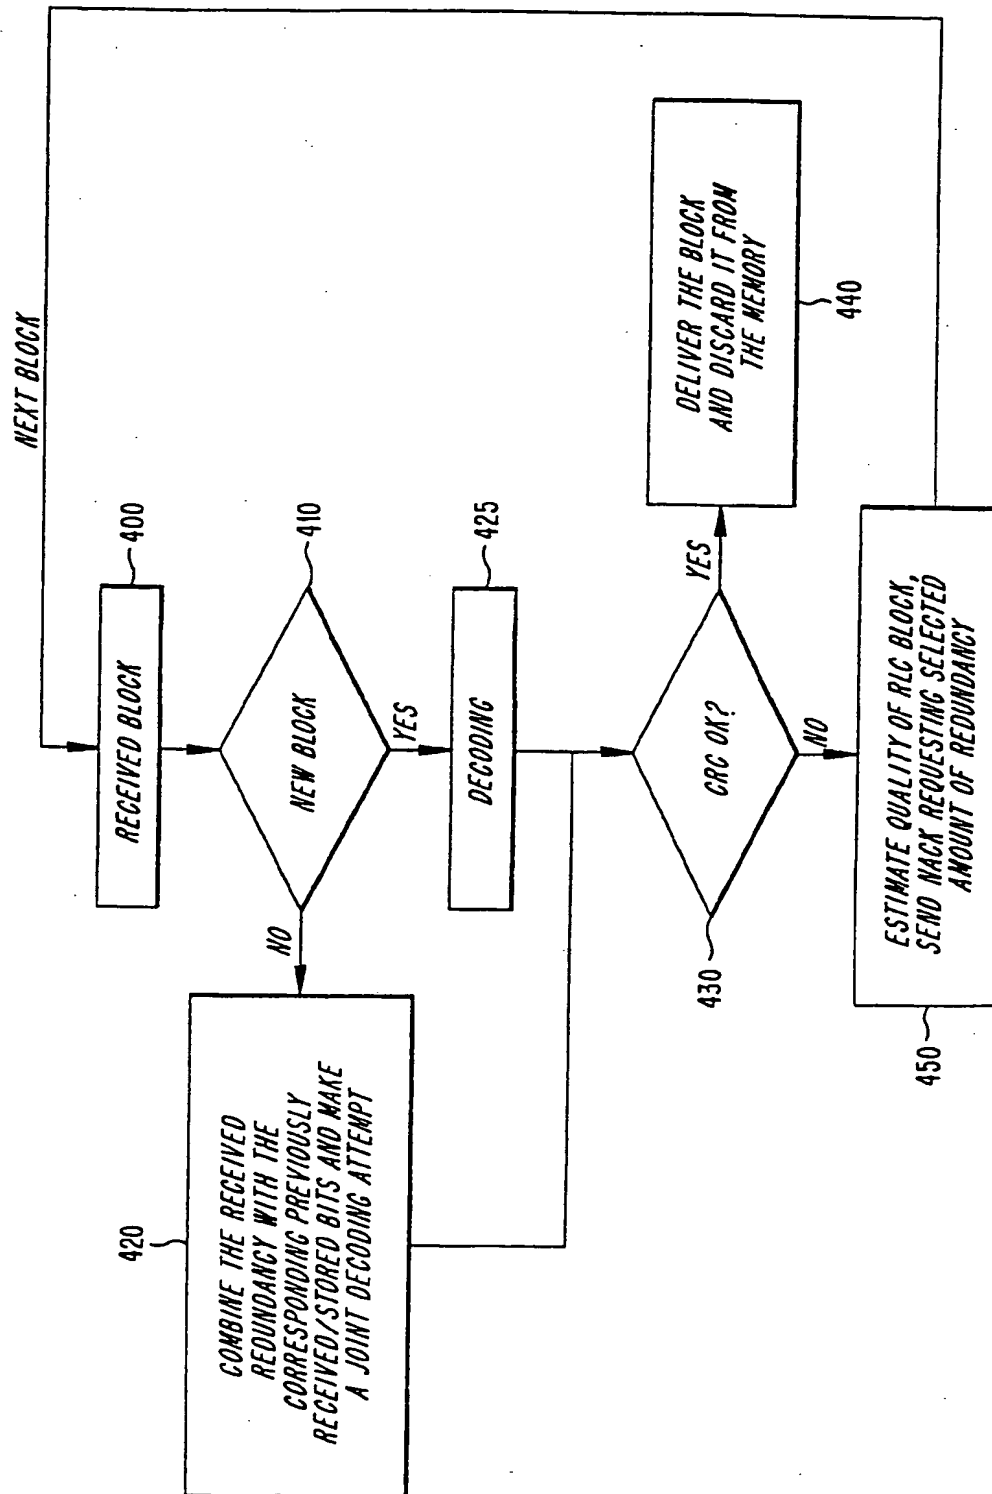 NEXT BLOCK
RECEIVED BLOCK
400
NEW BLOCK
410
NO
YES
COMBINE THE RECEIVED
REDUNDANCY WITH THE
CORRESPONDING PREVIOUSLY
RECEIVED/STORED BITS AND MAKE
A JOINT DECODING ATTEMPT
420
DECODING
425
CRC OK?
430
YES
NO
DELIVER THE BLOCK
AND DISCARD IT FROM
THE MEMORY
440
ESTIMATE QUALITY OF RLC BLOCK,
SEND NACK REQUESTING SELECTED
AMOUNT OF REDUNDANCY
450